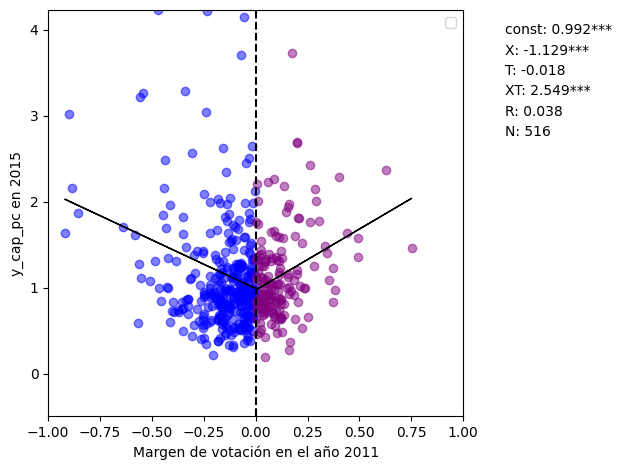 const: 0.992***
X: -1.129***
T: -0.018
XT: 2.549***
R: 0.038
N: 516
y_cap_pc en 2015
4
3
2
1
0
-1.00 -0.75 -0.50 -0.25 0.00 0.25 0.50 0.75 1.00
Margen de votación en el año 2011